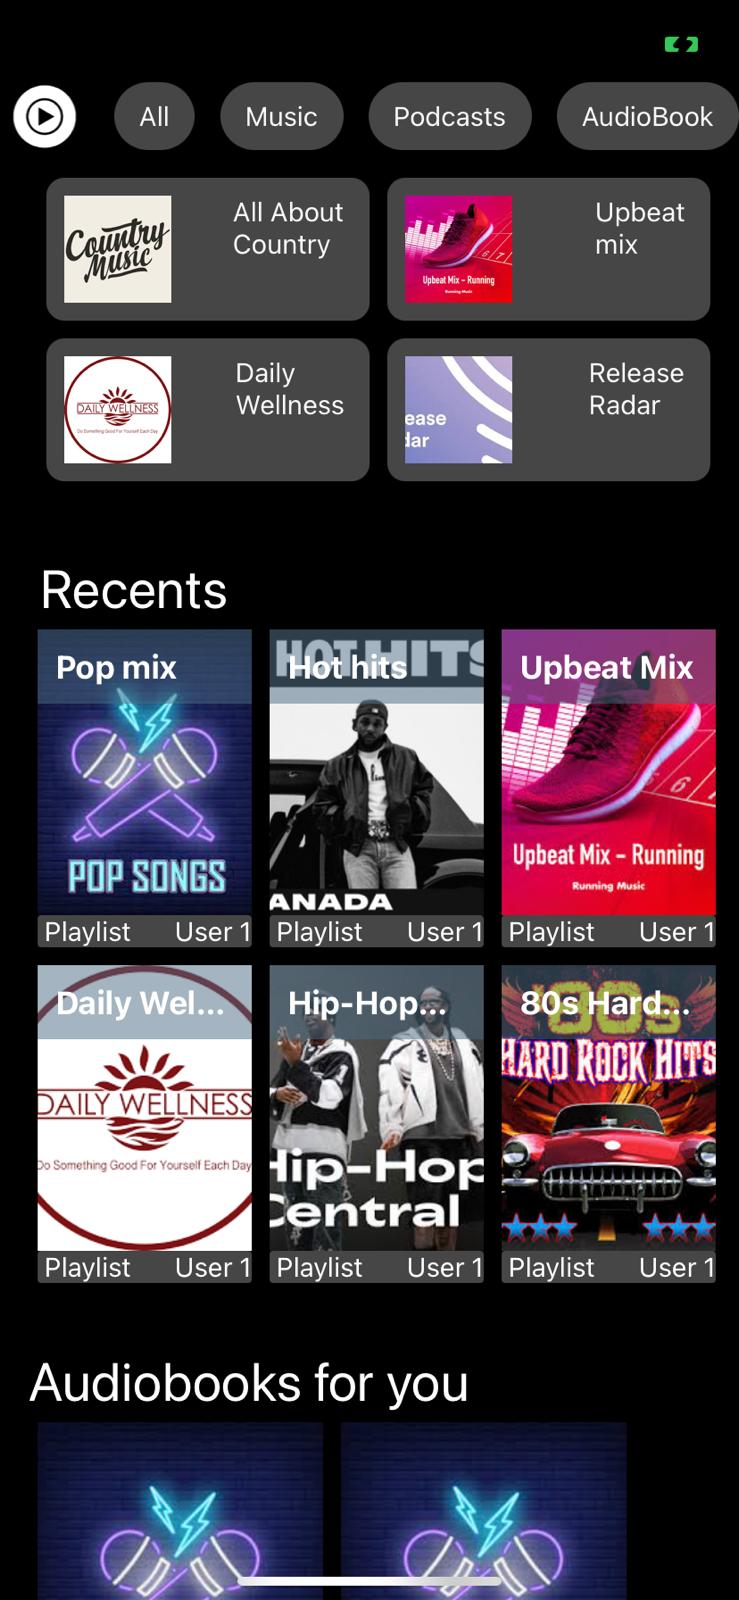 All
Music
Podcasts
AudioBook
Country
Music
All About
Country
Upbeat Mix – Running
Running Music
Upbeat
mix
DAILY WELLNESS
Do Something Good For Yourself Each Day
Daily
Wellness
ease
dar
Release
Radar
Recents
Pop mix
POP SONGS
Playlist
User 1
HOT HITS
Hot hits
ANADA
Playlist
User 1
Upbeat Mix
Upbeat Mix – Running
Running Music
Playlist
User 1
Daily Wel...
DAILY WELLNESS
Do Something Good For Yourself Each Day
Playlist
User 1
Hip-Hop...
Hip-Hop
Central
Playlist
User 1
80s Hard...
'80s
HARD ROCK HITS
Playlist
User 1
Audiobooks for you